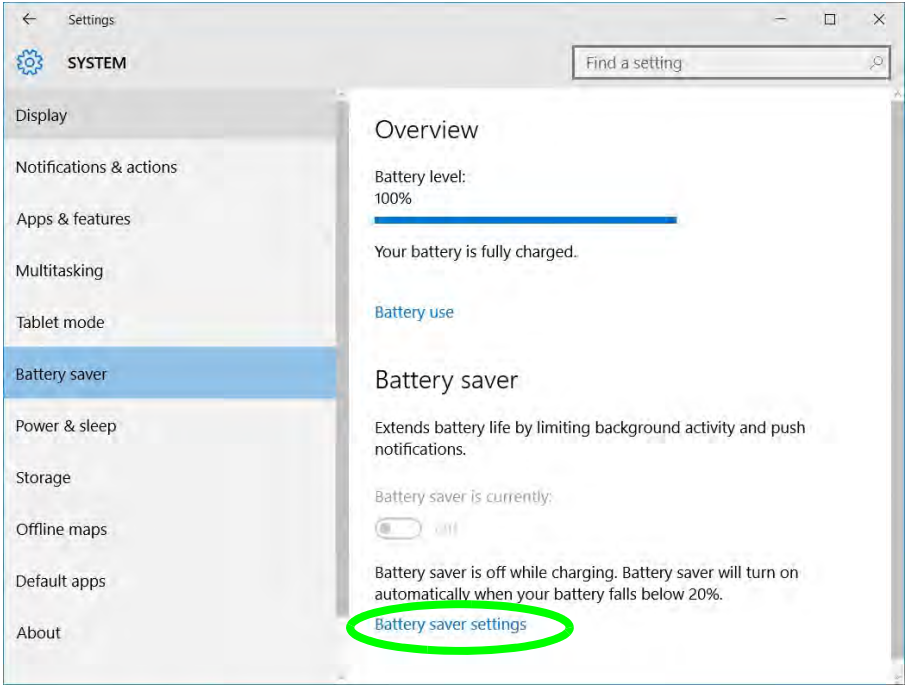 Settings
SYSTEM
Find a setting
Display
Notifications & actions
Apps & features
Multitasking
Tablet mode
Battery saver
Power & sleep
Storage
Offline maps
Default apps
About
Overview
Battery level:
100%
Your battery is fully charged.
Battery use
Battery saver
Extends battery life by limiting background activity and push
notifications.
Battery saver is currently:
Off
Battery saver is off while charging. Battery saver will turn on
automatically when your battery falls below 20%.
Battery saver settings